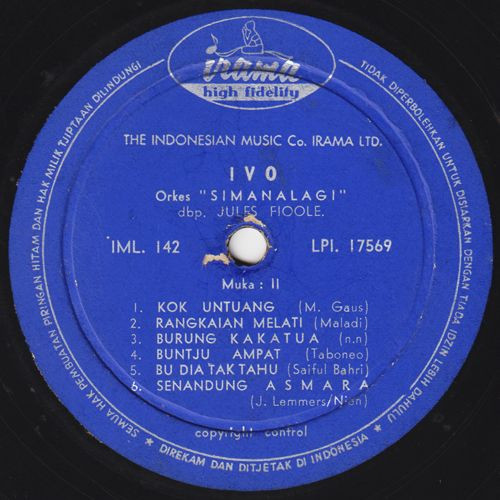 irama
high fidelity
THE INDONESIAN MUSIC Co. IRAMA LTD.
IVO
Orkes "SIMANALAGI"
dbp. JULES FIOOLE.
IML. 142 LPI. 17569
Muka : II
1. KOK UNTUANG (M. Gaus)
2. RANGKAIAN MELATI (Maladi)
3. BURUNG KAKATUA (n.n)
4. BUNTJU AMPAT (Taboneo)
5. BU DIA TAK TAHU (Saiful Bahri)
6. SENANDUNG ASMARA
(J. Lemmers/Nien)
copyright control
SEMUA HAK PEMBUATAN PIRINGAN HITAM DAN HAK MILIK TJIPTAAN DILINDUNGI
TIDAK DIPERBOLEHKAN UNTUK DISIARKAN DENGAN TIADA IDZIN LEBIH DAHULU
★ DIREKAM DAN DITJETAK DI INDONESIA ★